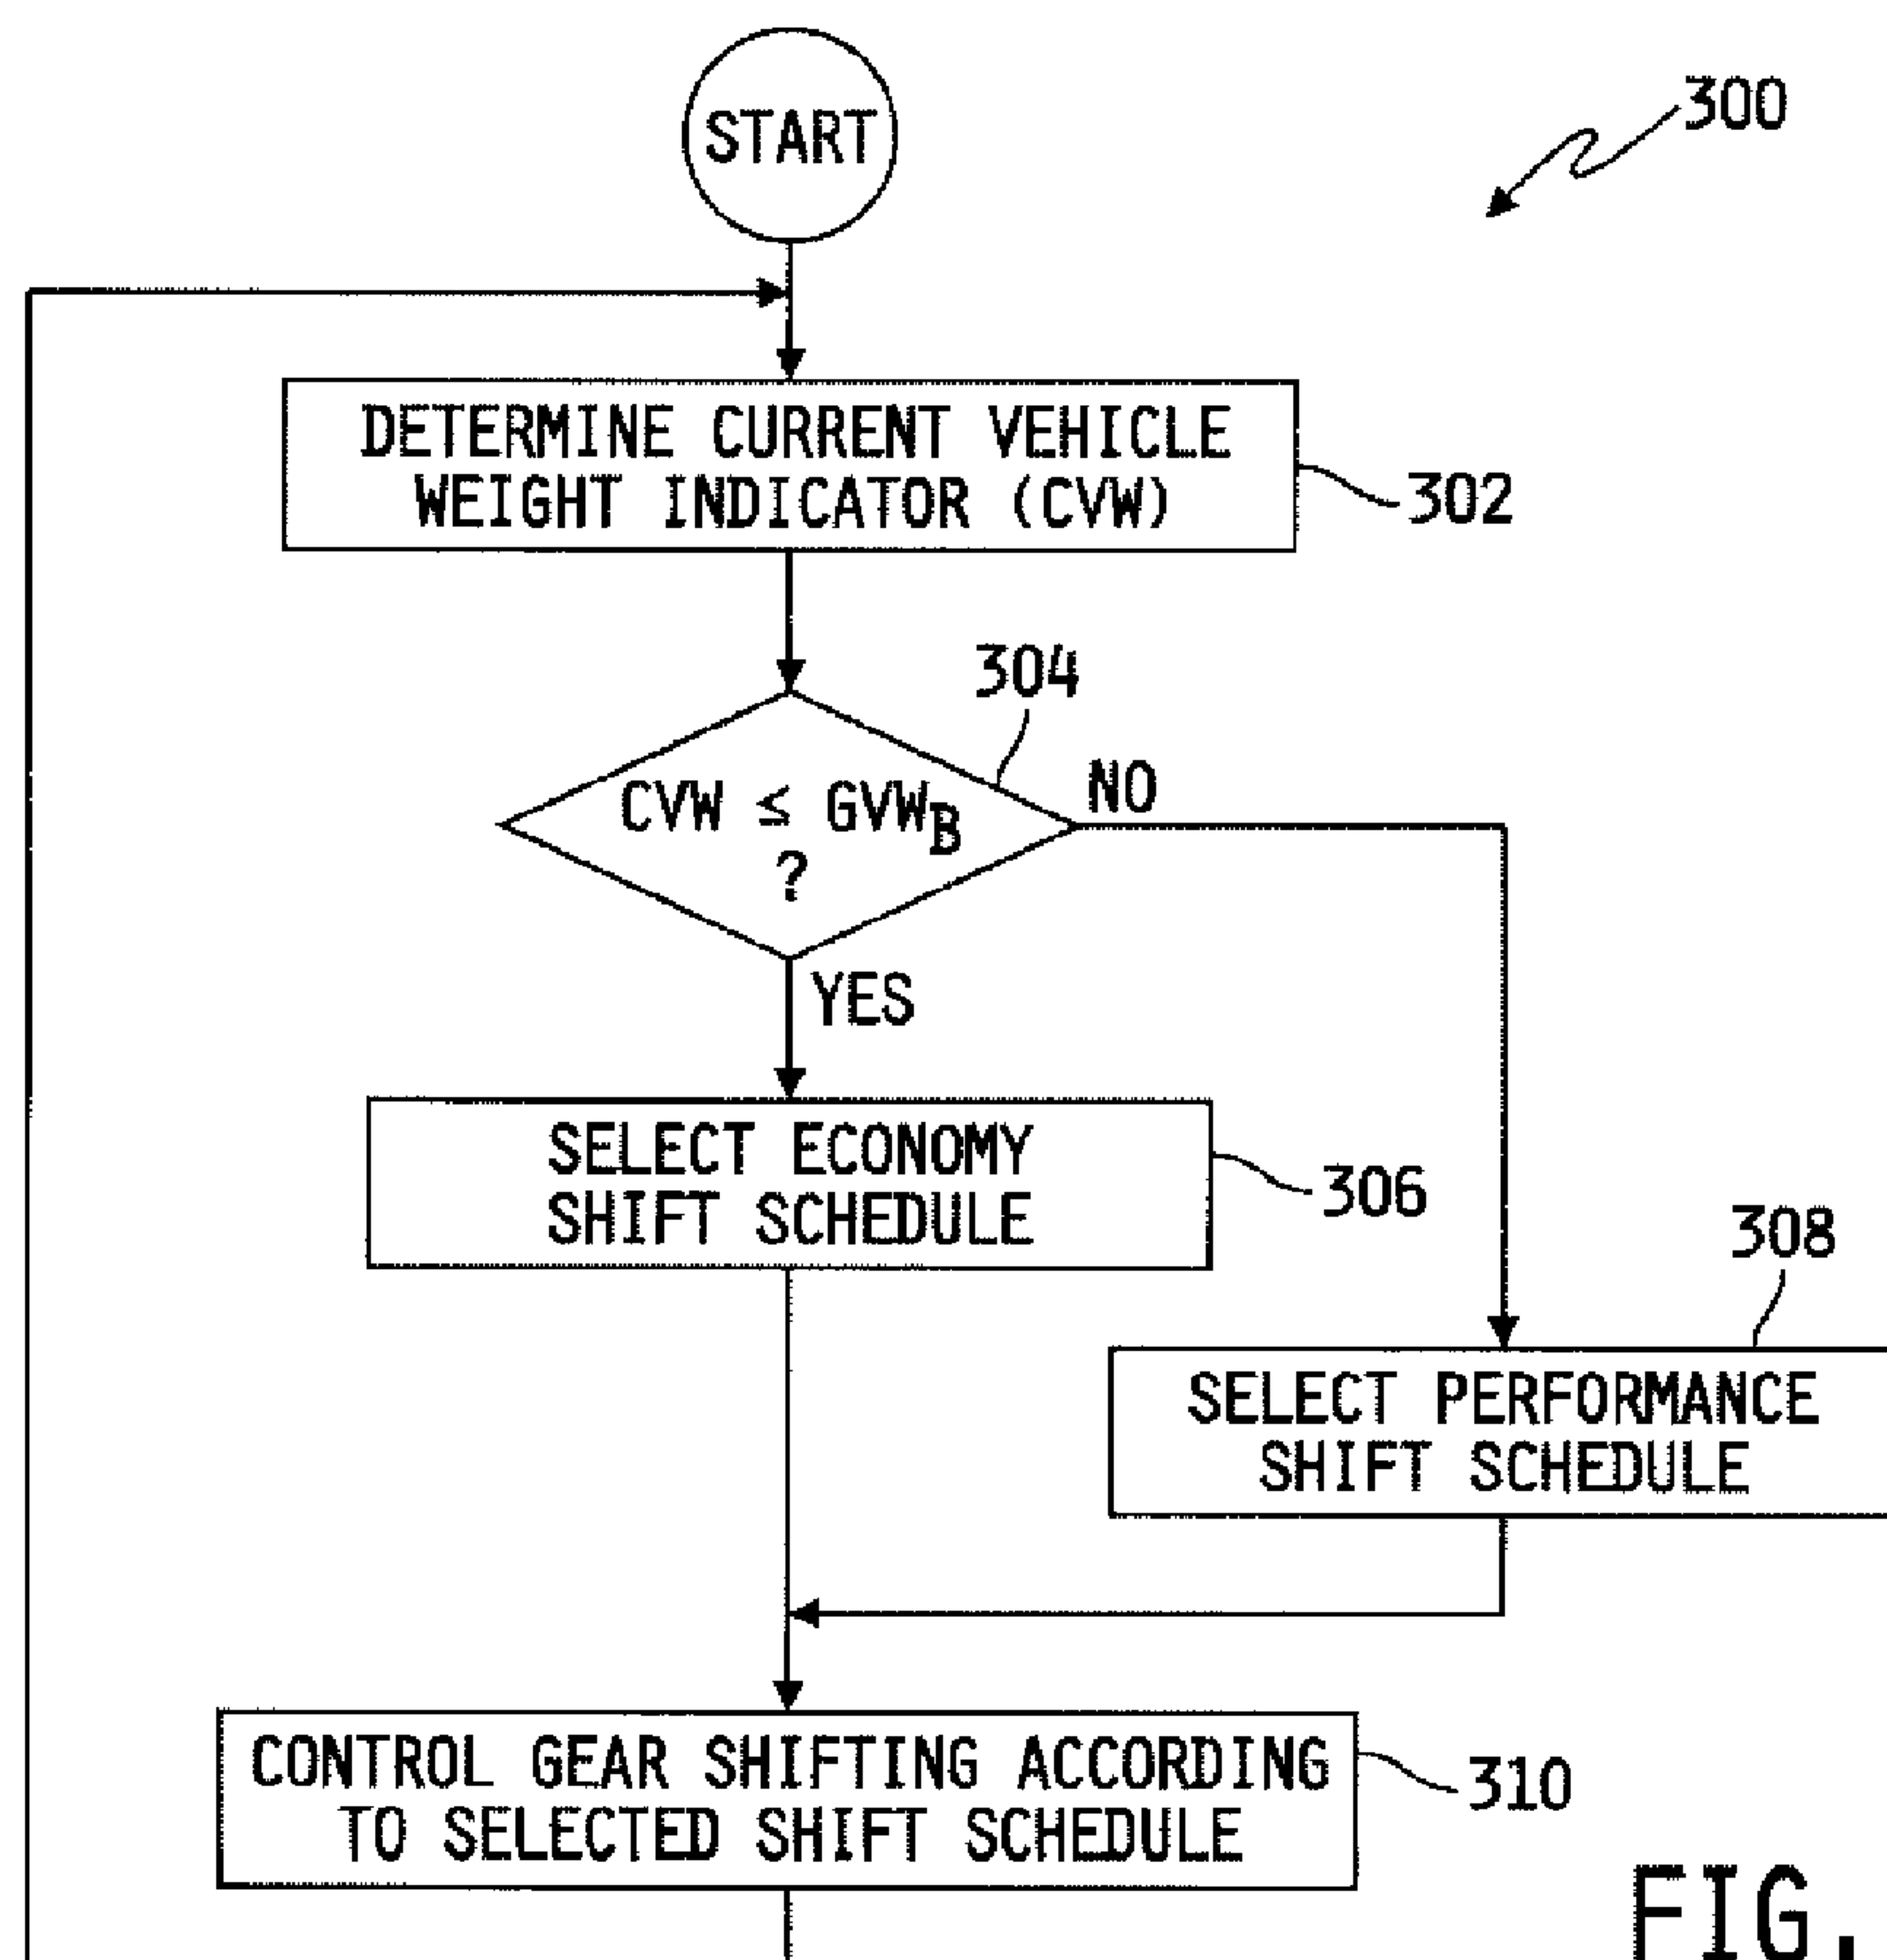 START
300
DETERMINE CURRENT VEHICLE
WEIGHT INDICATOR (CVW)
302
304
CVW ≤ GVWB
?
NO
YES
SELECT ECONOMY
SHIFT SCHEDULE
306
308
SELECT PERFORMANCE
SHIFT SCHEDULE
CONTROL GEAR SHIFTING ACCORDING
TO SELECTED SHIFT SCHEDULE
310
FIG.